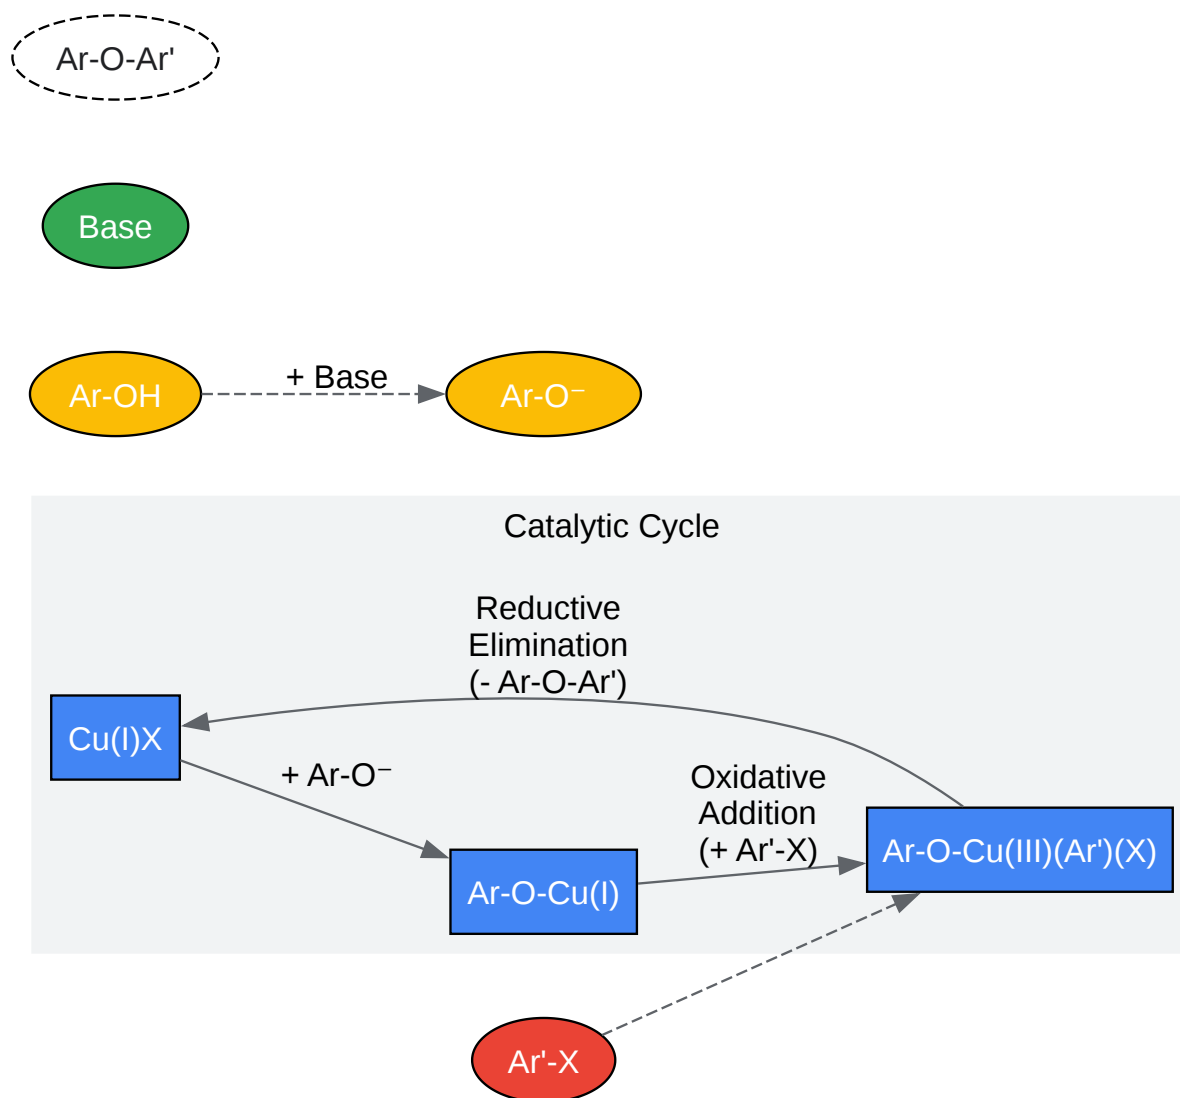 Ar-O-Ar'
Base
Ar-OH
+ Base
Ar-O⁻
Catalytic Cycle
Reductive
Elimination
(- Ar-O-Ar')
Cu(I)X
+ Ar-O⁻
Oxidative
Addition
(+ Ar'-X)
Ar-O-Cu(III)(Ar')(X)
Ar-O-Cu(I)
Ar'-X